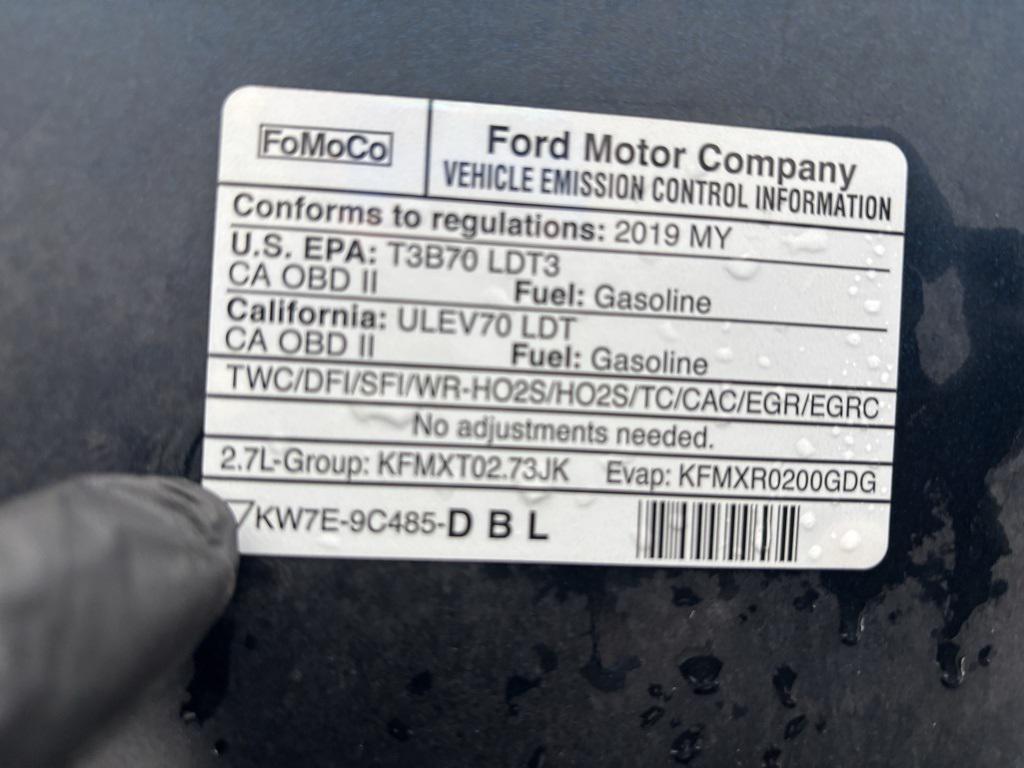 FoMoCo
Ford Motor Company
VEHICLE EMISSION CONTROL INFORMATION
Conforms to regulations: 2019 MY
U.S. EPA: T3B70 LDT3
CA OBD II Fuel: Gasoline
California: ULEV70 LDT
CA OBD II Fuel: Gasoline
TWC/DFI/SFI/WR-HO2S/HO2S/TC/CAC/EGR/EGRC
No adjustments needed.
2.7L-Group: KFMXT02.73JK Evap: KFMXR0200GDG
KW7E-9C485-D B L